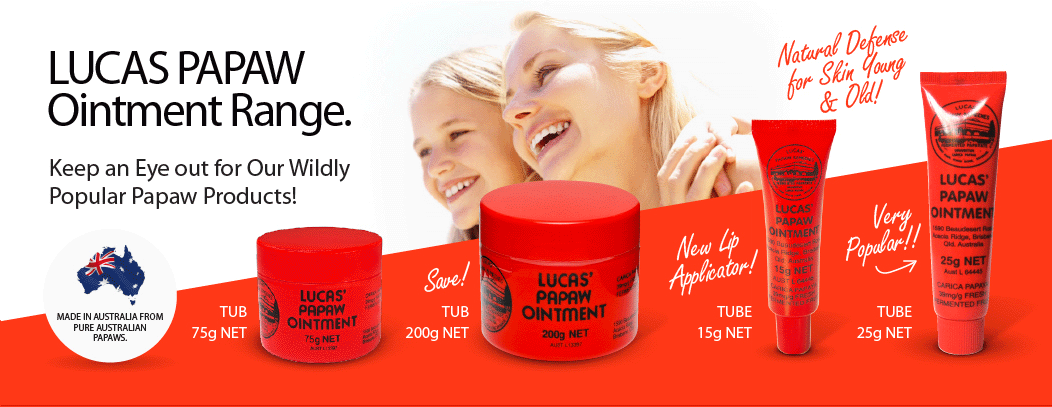 LUCAS PAPAW
Ointment Range.
Keep an Eye out for Our Wildly
Popular Papaw Products!
MADE IN AUSTRALIA FROM
PURE AUSTRALIAN
PAPAWS.
TUB
75g NET
LUCAS'
PAPAW
OINTMENT
75g NET
Save!
TUB
200g NET
LUCAS'
PAPAW
OINTMENT
200g NET
Natural Defense
for Skin Young
& Old!
New Lip
Applicator!
TUBE
15g NET
LUCAS'
PAPAW
OINTMENT
15g NET
Very
Popular!!
TUBE
25g NET
LUCAS'
PAPAW
OINTMENT
Qld. Australia
25g NET